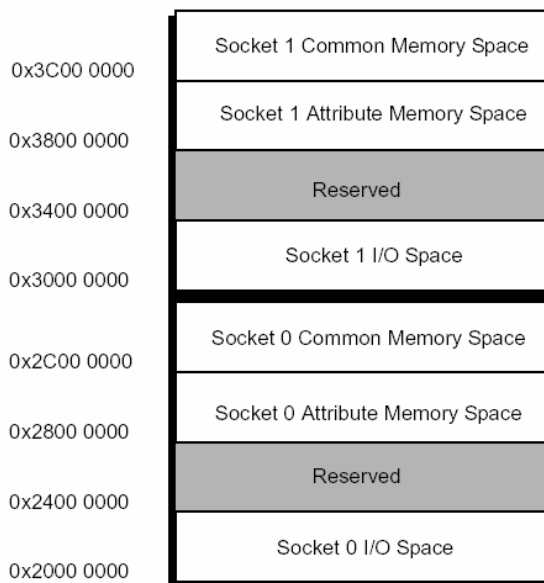 Socket 1 Common Memory Space
0x3C00 0000
Socket 1 Attribute Memory Space
0x3800 0000
Reserved
0x3400 0000
Socket 1 I/O Space
0x3000 0000
Socket 0 Common Memory Space
0x2C00 0000
Socket 0 Attribute Memory Space
0x2800 0000
Reserved
0x2400 0000
Socket 0 I/O Space
0x2000 0000